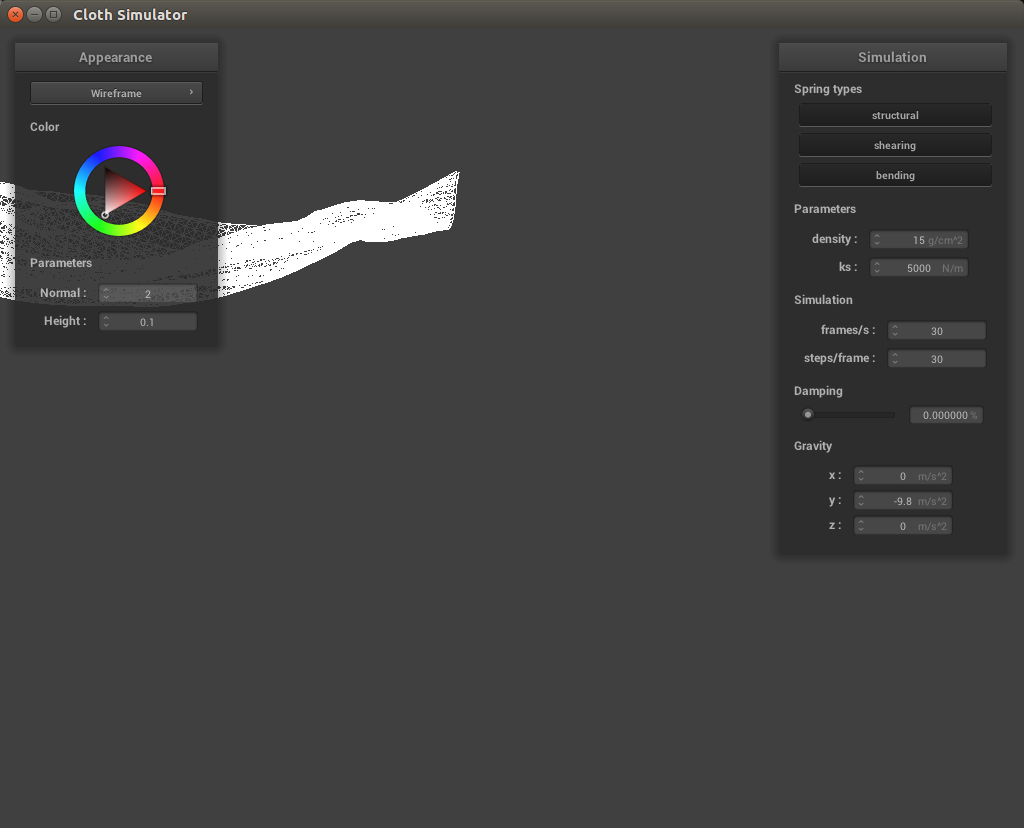 Cloth Simulator
Appearance
Wireframe
Color
Parameters
Normal : 2
Height : 0.1
Simulation
Spring types
structural
shearing
bending
Parameters
density : 15 g/cm^2
ks : 5000 N/m
Simulation
frames/s : 30
steps/frame : 30
Damping
0.000000 %
Gravity
x : 0 m/s^2
y : -9.8 m/s^2
z : 0 m/s^2